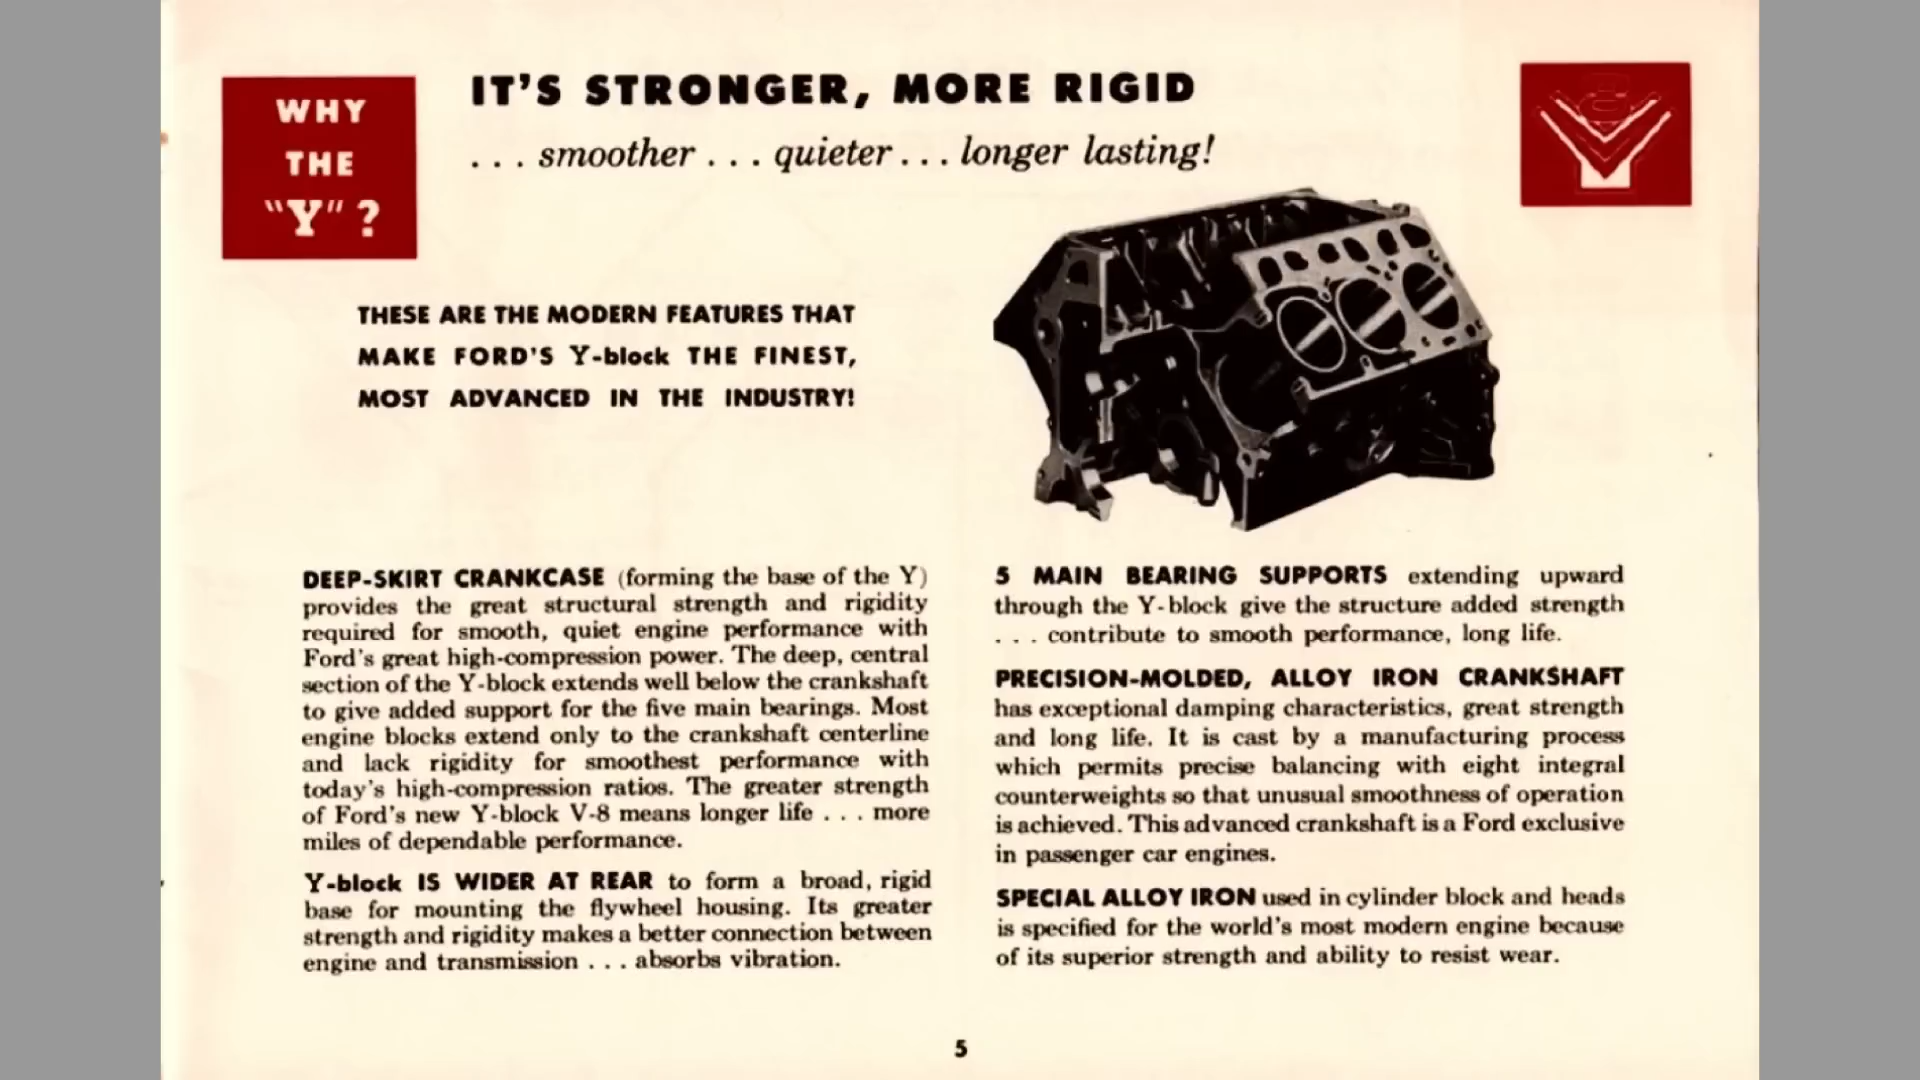 WHY
THE
"Y"?
IT'S STRONGER, MORE RIGID
. . . smoother . . . quieter . . . longer lasting!
8
THESE ARE THE MODERN FEATURES THAT
MAKE FORD'S Y-block THE FINEST,
MOST ADVANCED IN THE INDUSTRY!
DEEP-SKIRT CRANKCASE (forming the base of the Y)
provides the great structural strength and rigidity
required for smooth, quiet engine performance with
Ford's great high-compression power. The deep, central
section of the Y-block extends well below the crankshaft
to give added support for the five main bearings. Most
engine blocks extend only to the crankshaft centerline
and lack rigidity for smoothest performance with
today's high-compression ratios. The greater strength
of Ford's new Y-block V-8 means longer life . . . more
miles of dependable performance.
Y-block IS WIDER AT REAR to form a broad, rigid
base for mounting the flywheel housing. Its greater
strength and rigidity makes a better connection between
engine and transmission . . . absorbs vibration.
5 MAIN BEARING SUPPORTS extending upward
through the Y-block give the structure added strength
. . . contribute to smooth performance, long life.
PRECISION-MOLDED, ALLOY IRON CRANKSHAFT
has exceptional damping characteristics, great strength
and long life. It is cast by a manufacturing process
which permits precise balancing with eight integral
counterweights so that unusual smoothness of operation
is achieved. This advanced crankshaft is a Ford exclusive
in passenger car engines.
SPECIAL ALLOY IRON used in cylinder block and heads
is specified for the world's most modern engine because
of its superior strength and ability to resist wear.
5